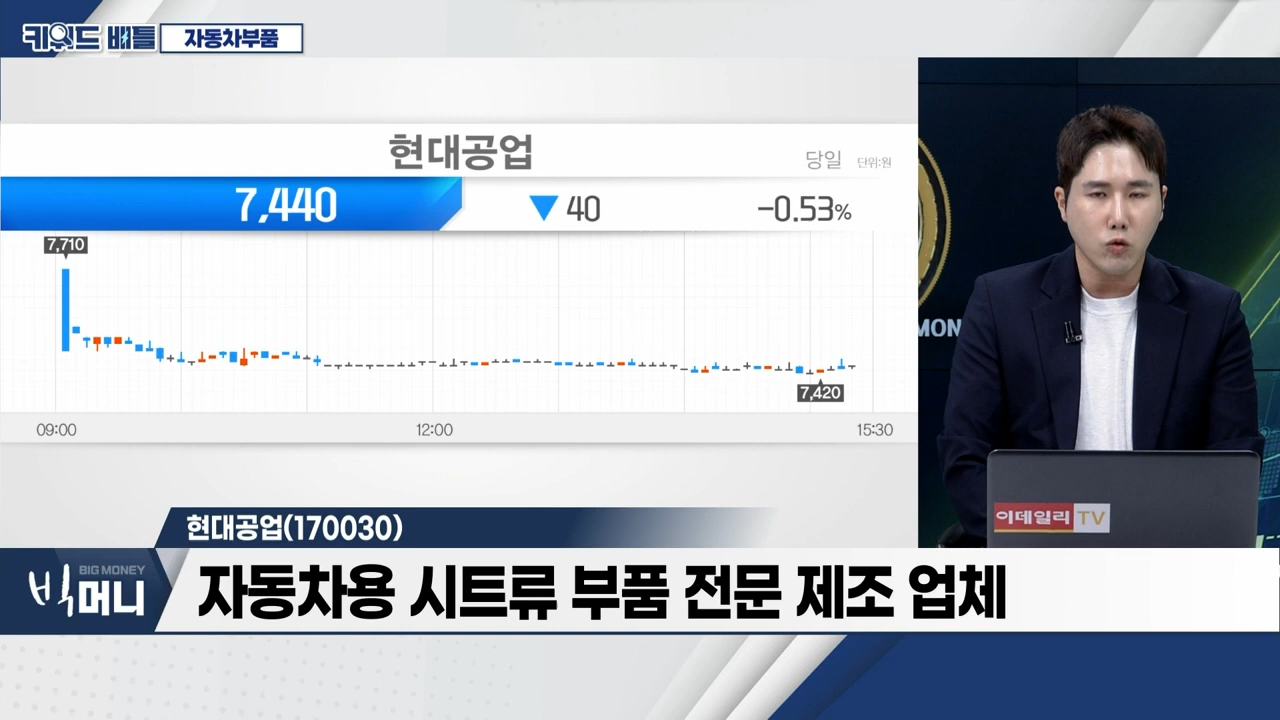 키워드 배틀 자동차부품
현대공업
당일 단위:원
7,440 ▼ 40 -0.53%
7,710
7,420
09:00 12:00 15:30
MON
이데일리 TV
현대공업(170030)
BIG MONEY
빅머니
자동차용 시트류 부품 전문 제조 업체